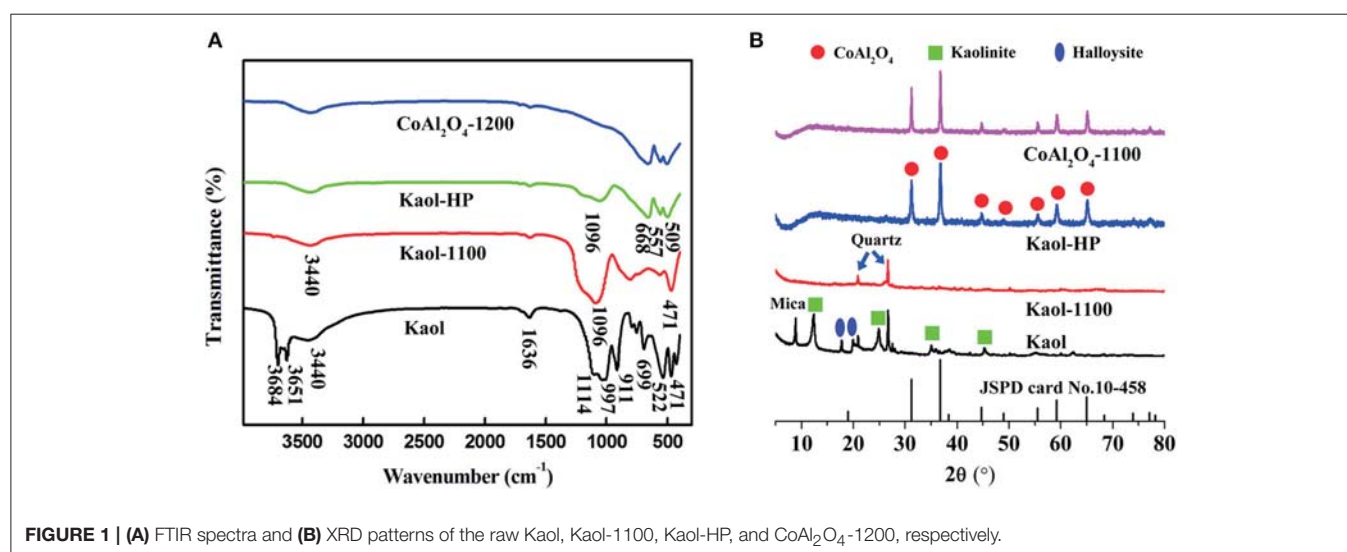 A
Transmittance (%)
CoAl₂O₄-1200
Kaol-HP
1096
668
557
509
Kaol-1100
3440
1096
471
Kaol
3684
3651
3440
1636
1114
997
911
699
522
471
3500 3000 2500 2000 1500 1000 500
Wavenumber (cm⁻¹)
B
CoAl₂O₄ Kaolinite Halloysite
CoAl₂O₄-1100
Kaol-HP
Quartz
Kaol-1100
Mica
Kaol
JSPD card No.10-458
10 20 30 40 50 60 70 80
2θ (°)
FIGURE 1 | (A) FTIR spectra and (B) XRD patterns of the raw Kaol, Kaol-1100, Kaol-HP, and CoAl₂O₄-1200, respectively.